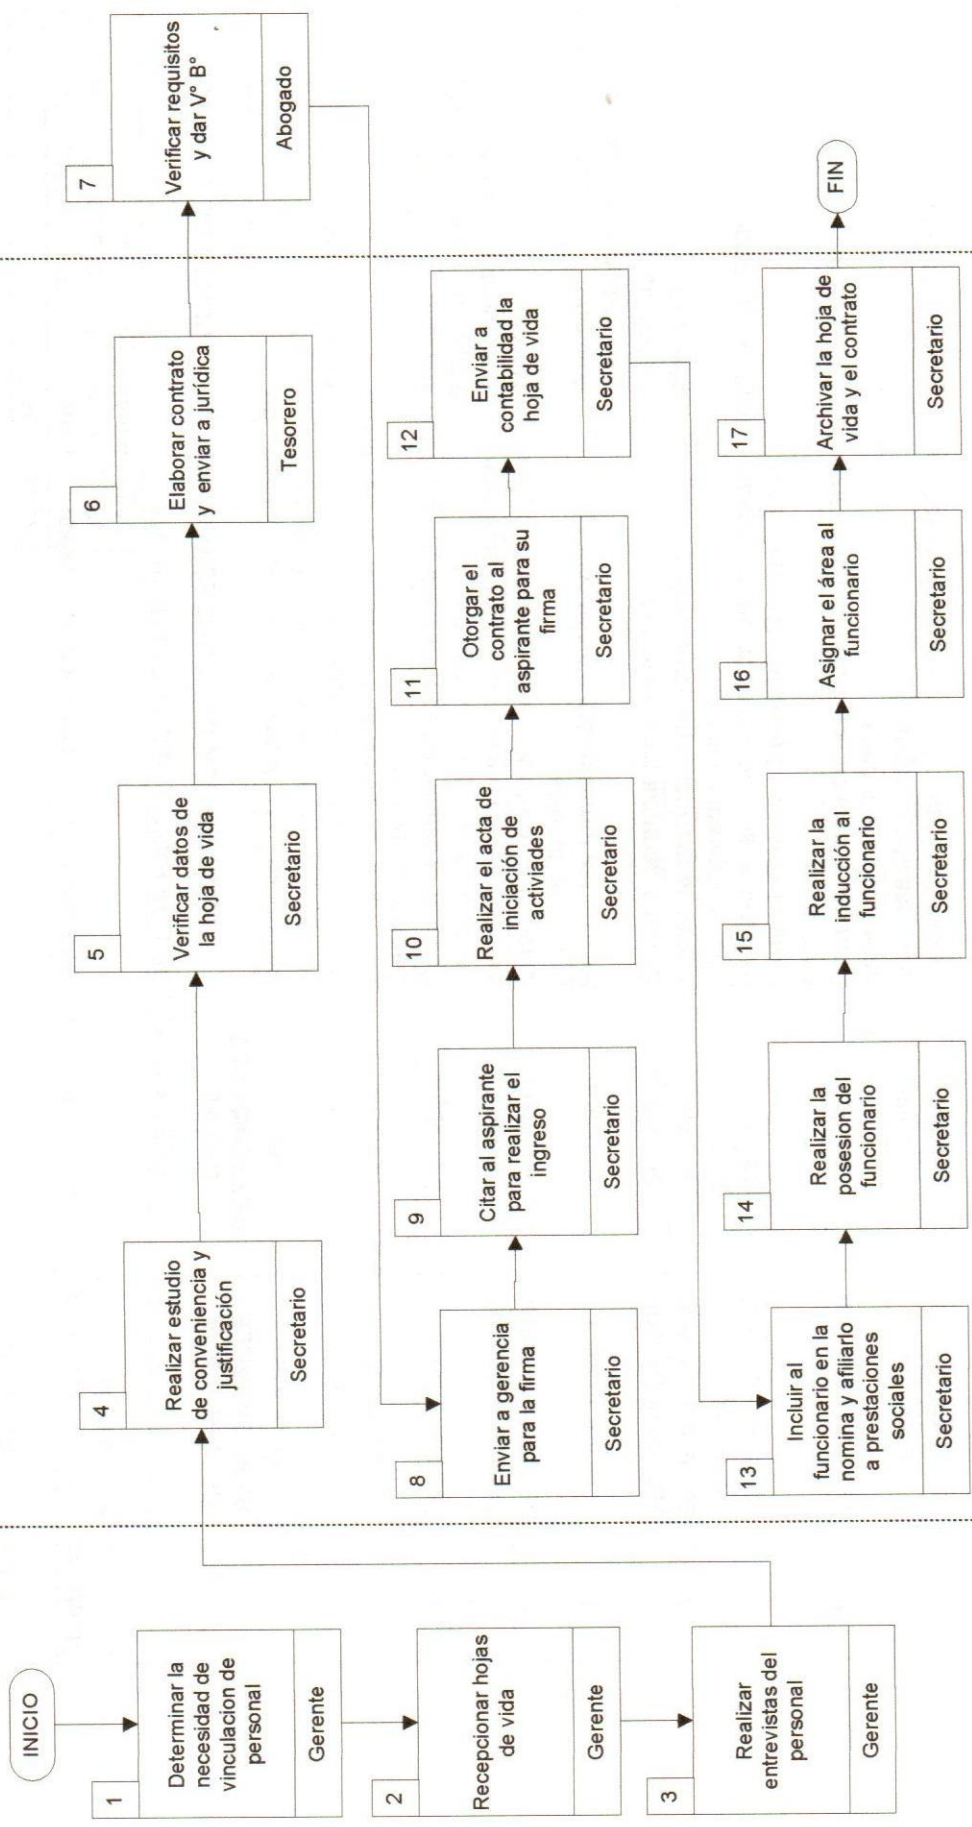 INICIO
1
Determinar la
necesidad de
vinculacion de
personal
Gerente
2
Recepcionar hojas
de vida
Gerente
3
Realizar
entrevistas del
personal
Gerente
4
Realizar estudio
de conveniencia y
justificación
Secretario
5
Verificar datos de
la hoja de vida
Secretario
6
Elaborar contrato
y enviar a jurídica
Tesorero
7
Verificar requisitos
y dar V° B°
Abogado
8
Enviar a gerencia
para la firma
Secretario
9
Citar al aspirante
para realizar el
ingreso
Secretario
10
Realizar el acta de
iniciación de
activiades
Secretario
11
Otorgar el
contrato al
aspirante para su
firma
Secretario
12
Enviar a
contabilidad la
hoja de vida
Secretario
13
Incluir al
funcionario en la
nomina y afiliarlo
a prestaciones
sociales
Secretario
14
Realizar la
posesion del
funcionario
Secretario
15
Realizar la
inducción al
funcionario
Secretario
16
Asignar el área al
funcionario
Secretario
17
Archivar la hoja de
vida y el contrato
Secretario
FIN